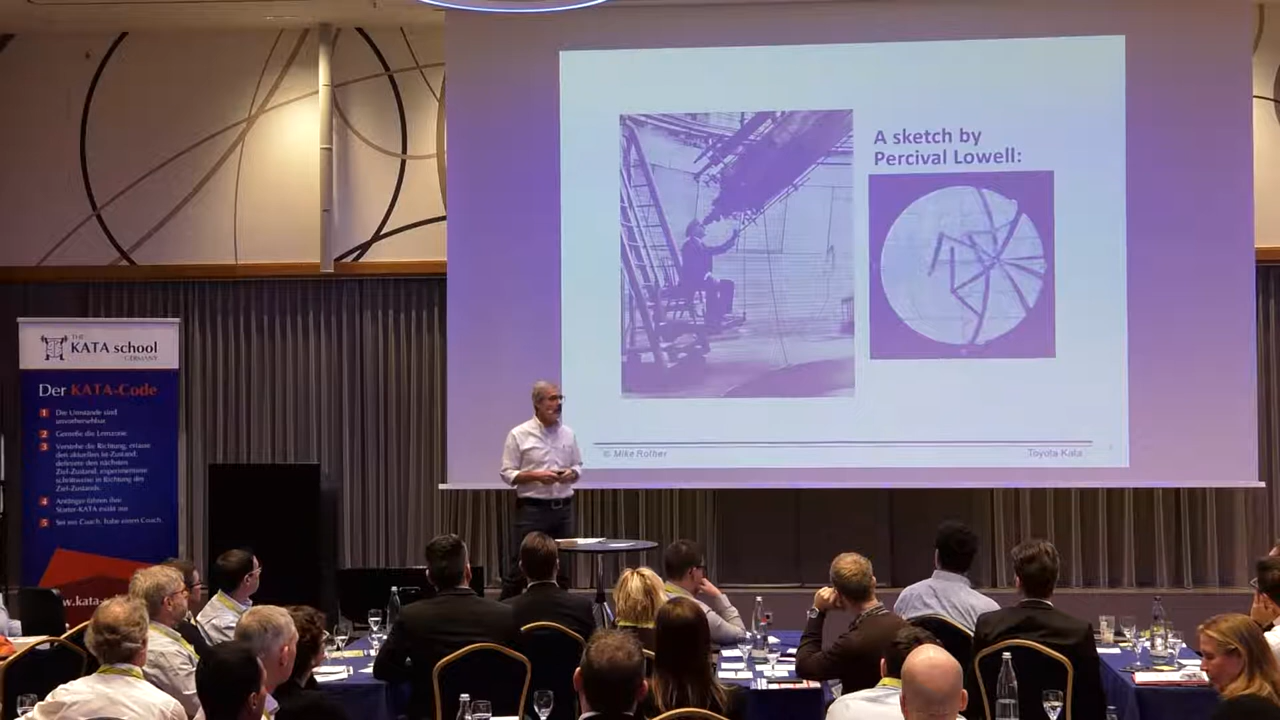 A sketch by
Percival Lowell:
© Mike Rother
Toyota Kata
THE
KATA school
GERMANY
Der KATA-Code
1 Die Umstände sind
unvorhersehbar
2 Genieße die Lernzone
3 Verstehe die Richtung, erfasse
den aktuellen Ist-Zustand,
definiere den nächsten
Ziel-Zustand, experimentiere
schrittweise in Richtung des
Ziel-Zustands.
4 Anfänger fahren ihre
Starter-KATA exakt aus
5 Sei ein Coach, habe einen Coach.